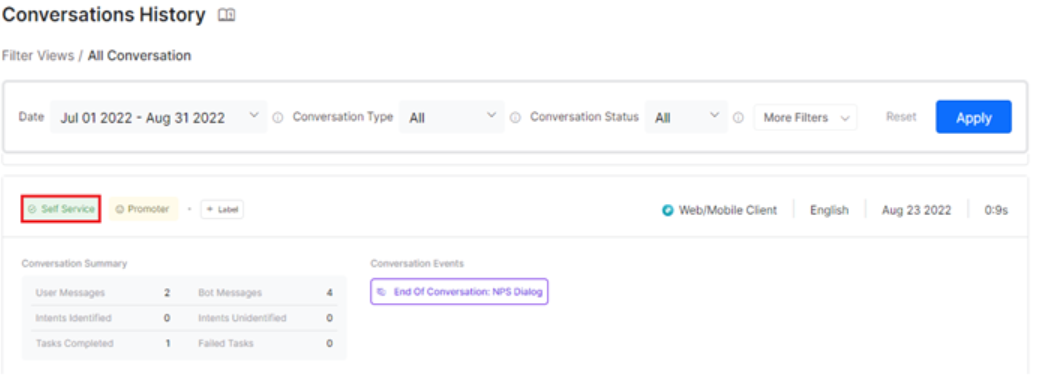 Conversations History
Filter Views / All Conversation
Date Jul 01 2022 - Aug 31 2022 Conversation Type All Conversation Status All More Filters Reset Apply
Self Service Promoter + Label Web/Mobile Client English Aug 23 2022 0:9s
Conversation Summary Conversation Events
User Messages 2 Bot Messages 4 End Of Conversation: NPS Dialog
Intents Identified 0 Intents Unidentified 0
Tasks Completed 1 Failed Tasks 0